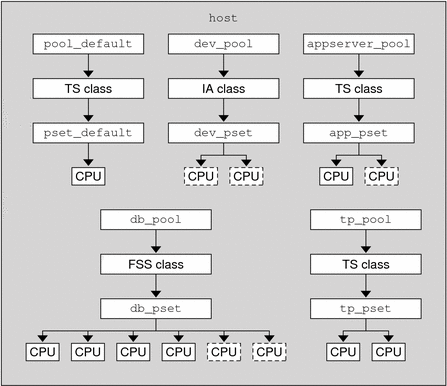 host
pool_default dev_pool appserver_pool
TS class IA class TS class
pset_default dev_pset app_pset
CPU CPU CPU CPU CPU
db_pool tp_pool
FSS class TS class
db_pset tp_pset
CPU CPU CPU CPU CPU CPU CPU CPU